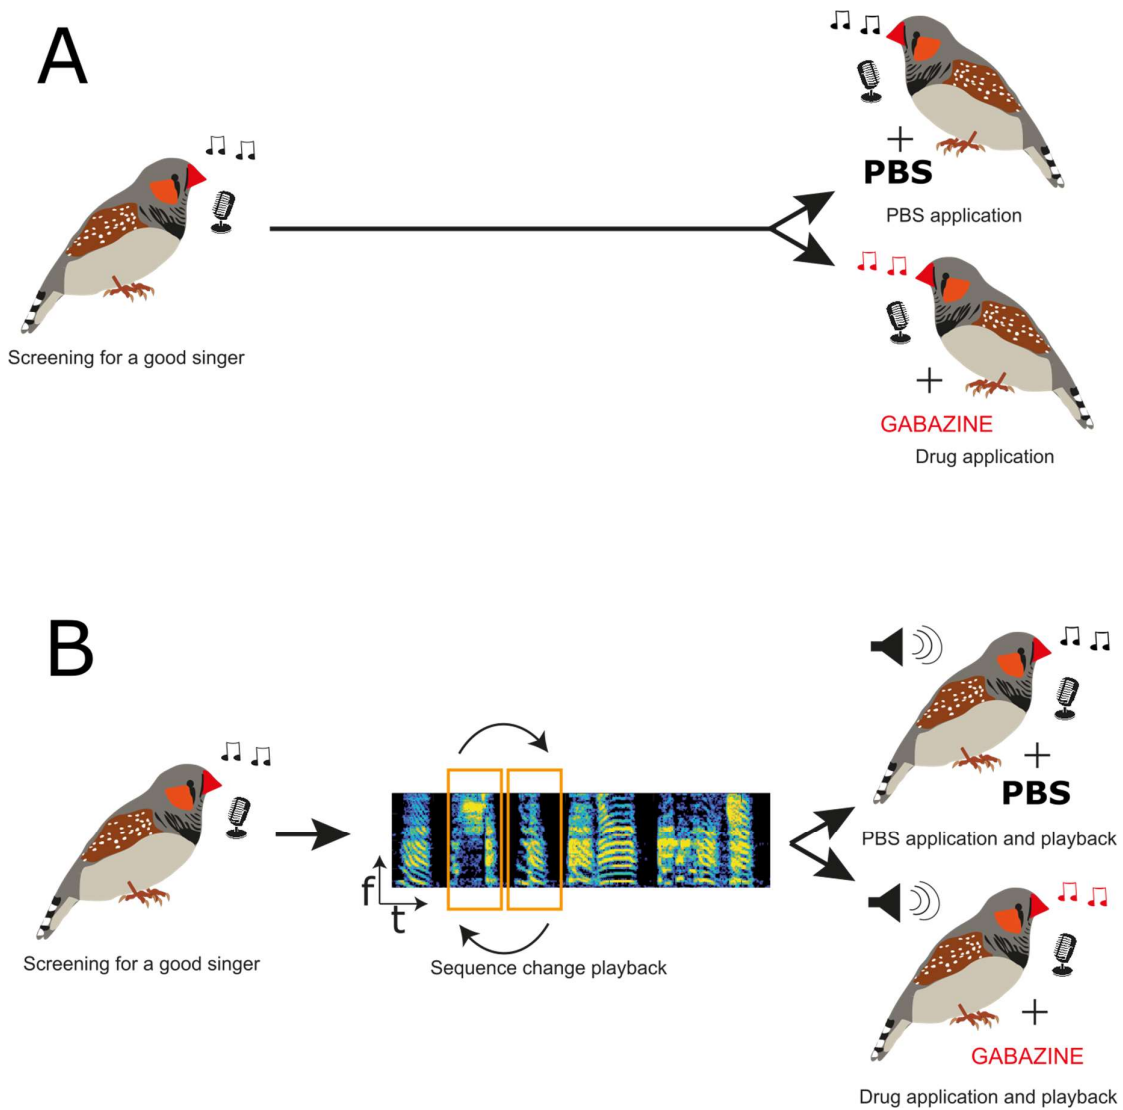 A
PBS
PBS application
Screening for a good singer
GABAZINE
Drug application
B
f
t
PBS
PBS application and playback
Screening for a good singer
Sequence change playback
GABAZINE
Drug application and playback